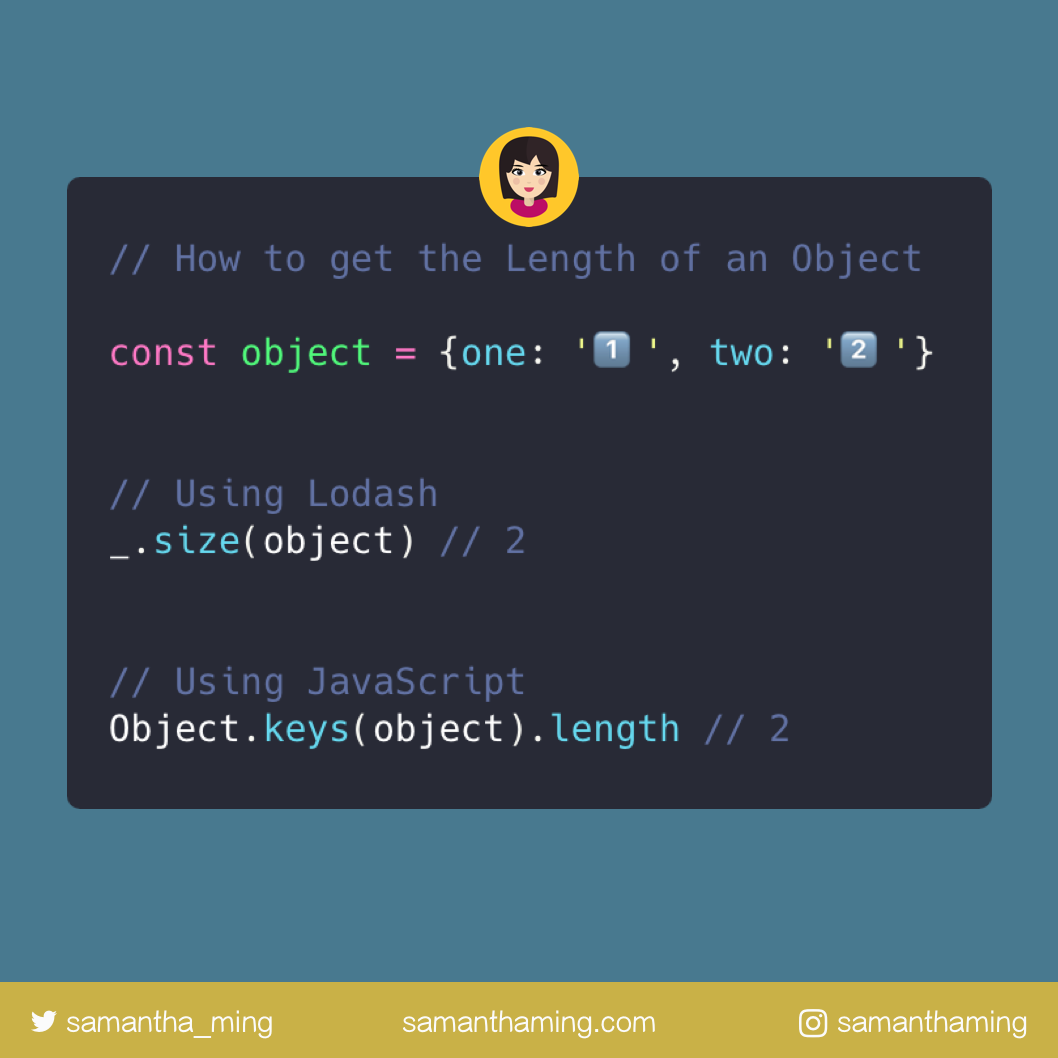 // How to get the Length of an Object
const object = {one: '1️⃣ ', two: '2️⃣ '}
// Using Lodash
_.size(object) // 2
// Using JavaScript
Object.keys(object).length // 2
samantha_ming
samanthaming.com
samanthaming